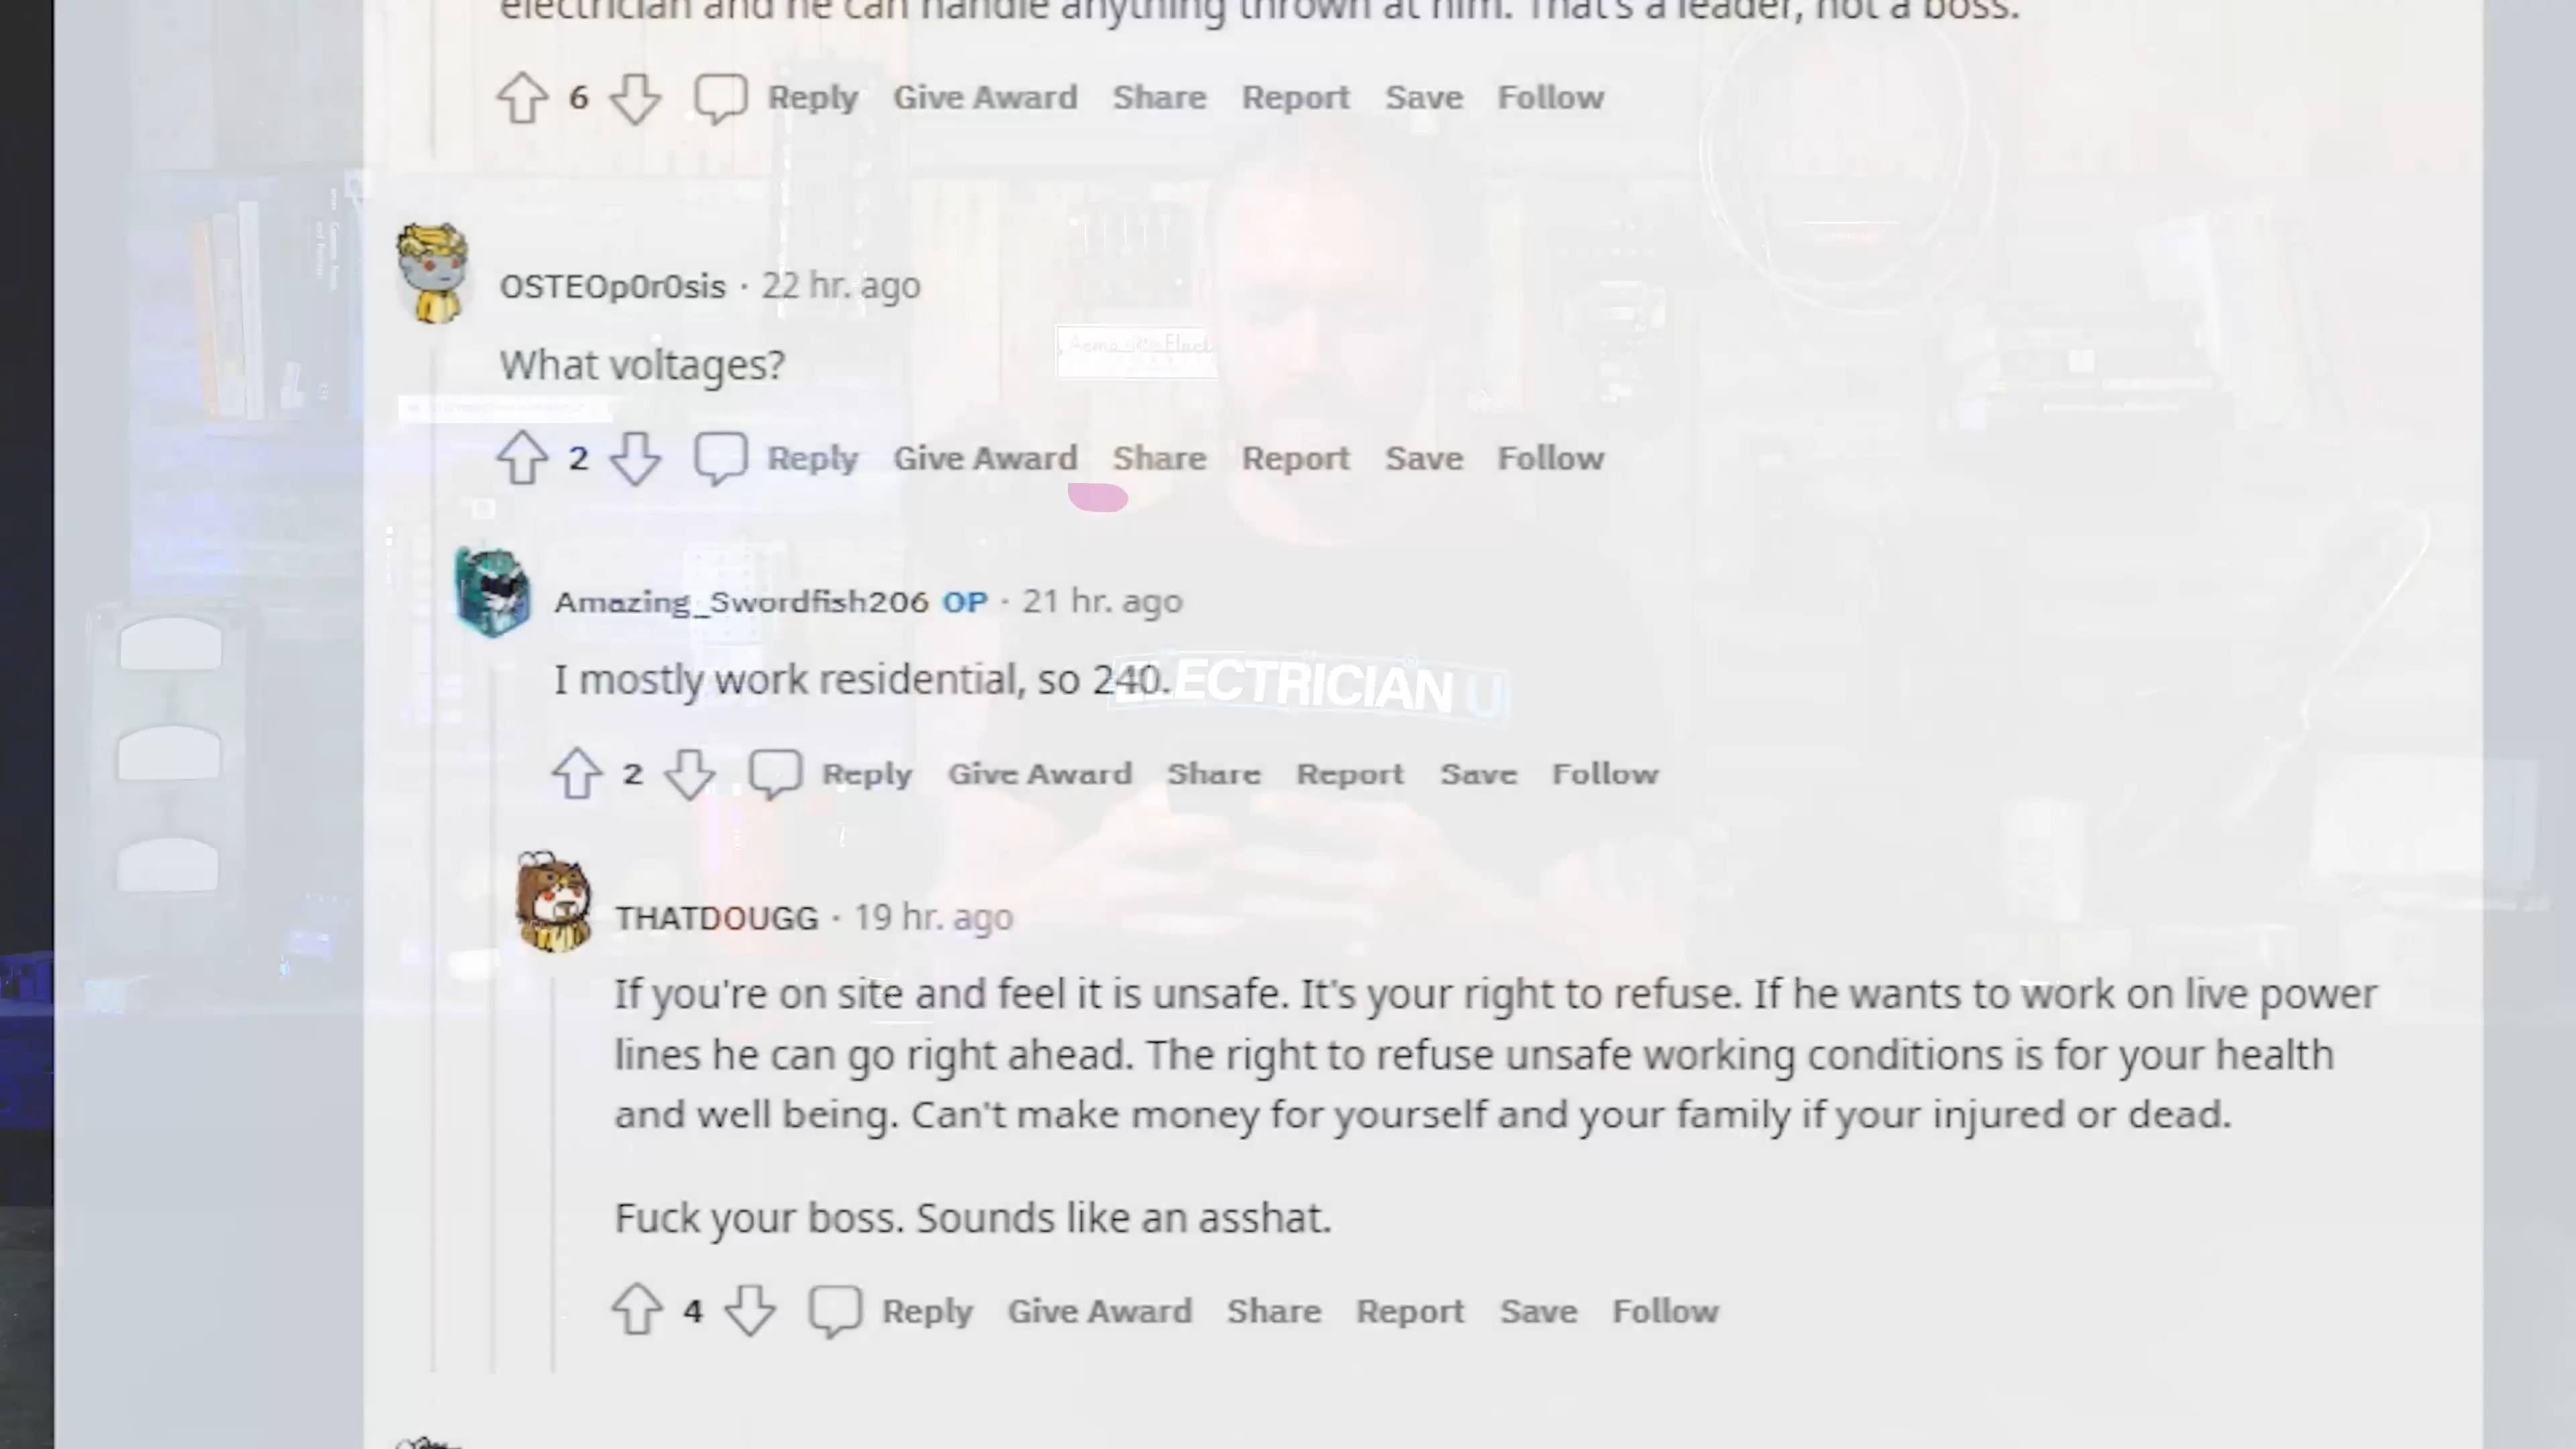 electrician and he can handle anything thrown at him. That's a leader, not a boss.
6 Reply Give Award Share Report Save Follow
OSTEOp0r0sis · 22 hr. ago
What voltages?
2 Reply Give Award Share Report Save Follow
Amazing_Swordfish206 OP · 21 hr. ago
I mostly work residential, so 240.
ELECTRICIAN U
2 Reply Give Award Share Report Save Follow
THATDOUGG · 19 hr. ago
If you're on site and feel it is unsafe. It's your right to refuse. If he wants to work on live power
lines he can go right ahead. The right to refuse unsafe working conditions is for your health
and well being. Can't make money for yourself and your family if your injured or dead.
Fuck your boss. Sounds like an asshat.
4 Reply Give Award Share Report Save Follow